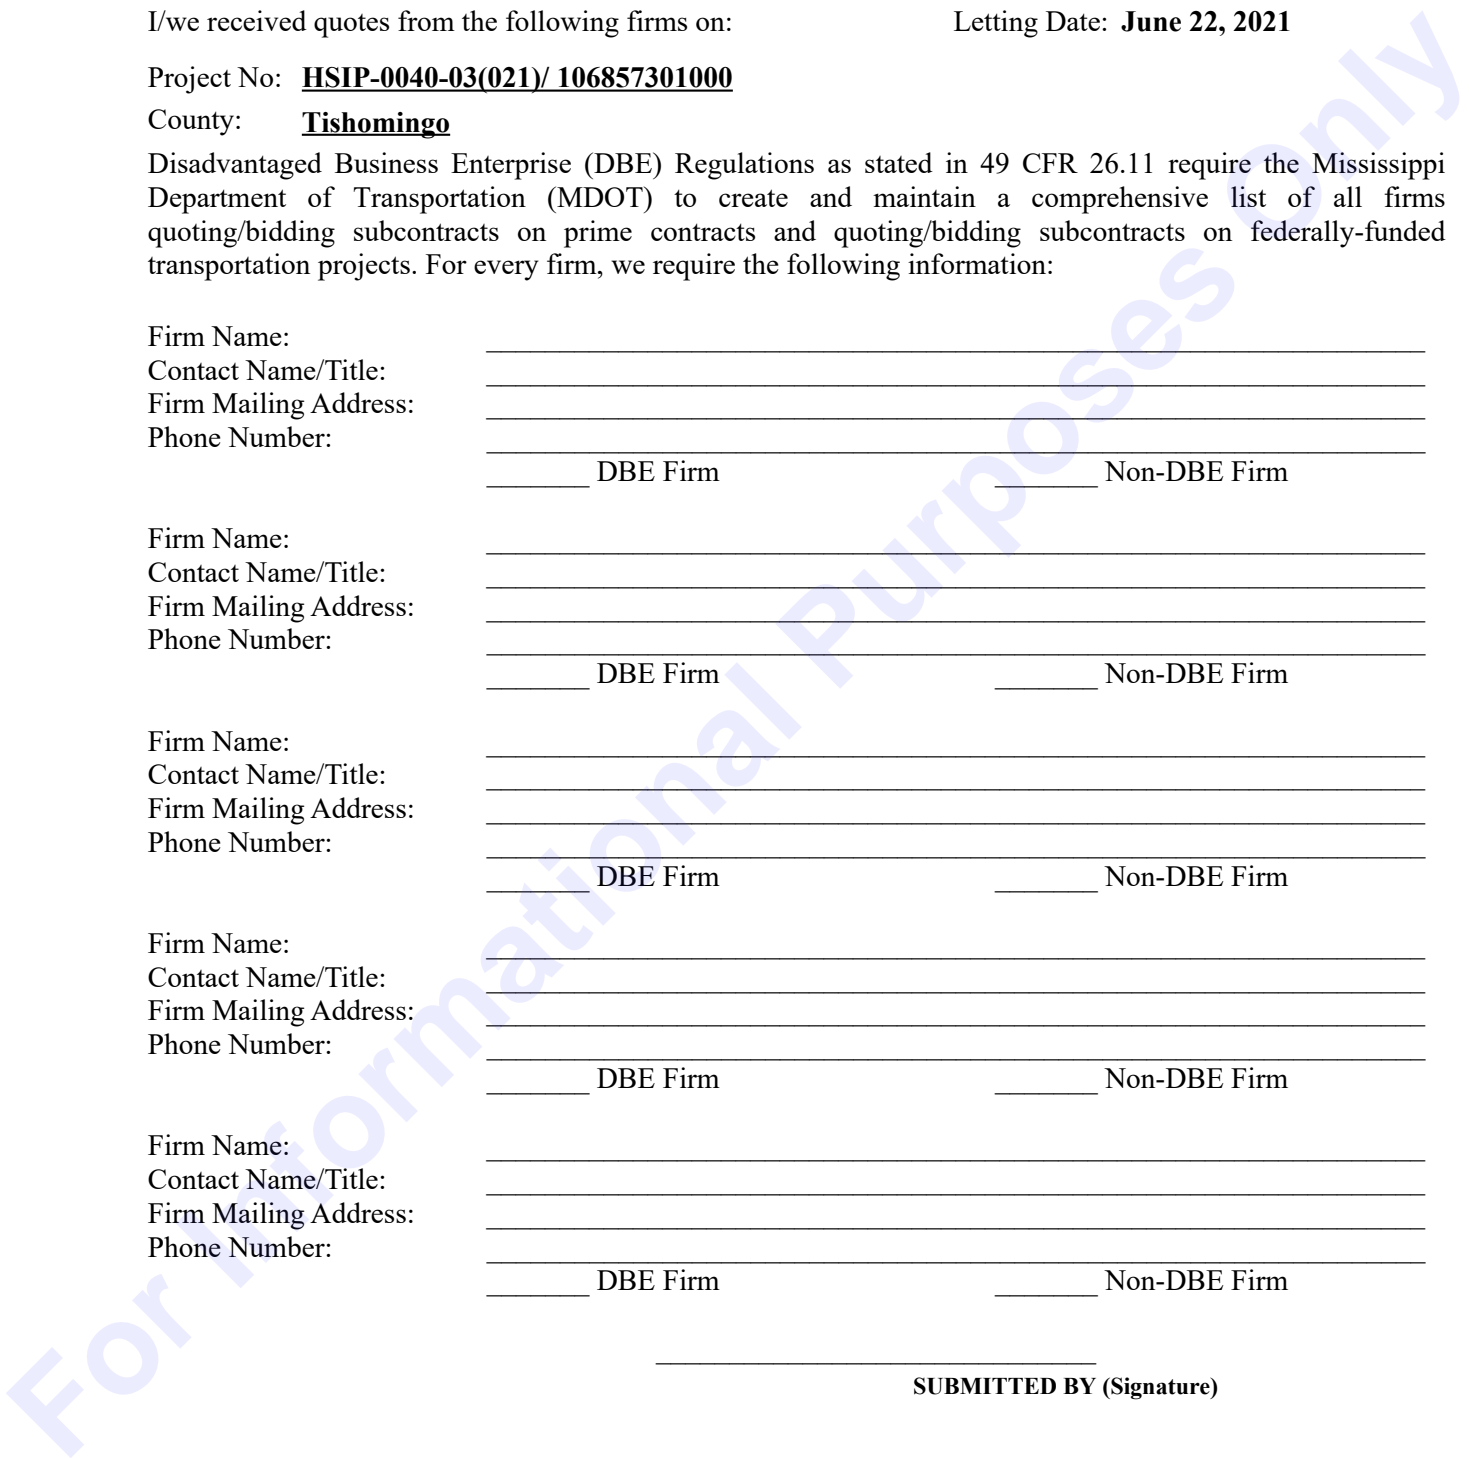 I/we received quotes from the following firms on: Letting Date: June 22, 2021
Project No: HSIP-0040-03(021)/ 106857301000
County: Tishomingo
Disadvantaged Business Enterprise (DBE) Regulations as stated in 49 CFR 26.11 require the Mississippi
Department of Transportation (MDOT) to create and maintain a comprehensive list of all firms
quoting/bidding subcontracts on prime contracts and quoting/bidding subcontracts on federally-funded
transportation projects. For every firm, we require the following information:
Firm Name:
Contact Name/Title:
Firm Mailing Address:
Phone Number:
DBE Firm Non-DBE Firm
Firm Name:
Contact Name/Title:
Firm Mailing Address:
Phone Number:
DBE Firm Non-DBE Firm
Firm Name:
Contact Name/Title:
Firm Mailing Address:
Phone Number:
DBE Firm Non-DBE Firm
Firm Name:
Contact Name/Title:
Firm Mailing Address:
Phone Number:
DBE Firm Non-DBE Firm
Firm Name:
Contact Name/Title:
Firm Mailing Address:
Phone Number:
DBE Firm Non-DBE Firm
SUBMITTED BY (Signature)
For Informational Purposes Only